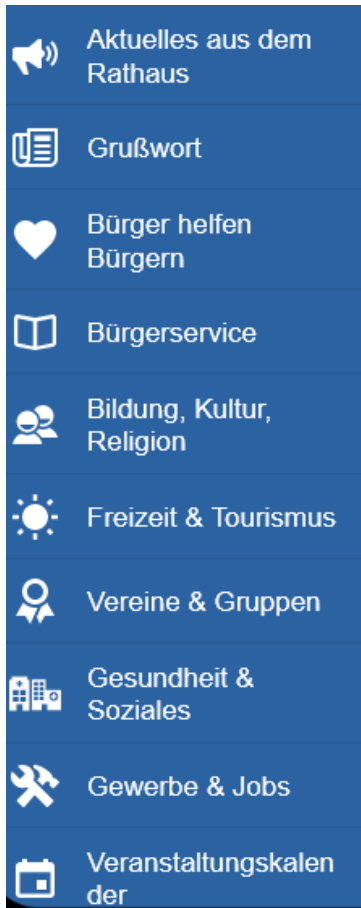 Aktuelles aus dem
Rathaus
Grußwort
Bürger helfen
Bürgern
Bürgerservice
Bildung, Kultur,
Religion
Freizeit & Tourismus
Vereine & Gruppen
Gesundheit &
Soziales
Gewerbe & Jobs
Veranstaltungskalen
der